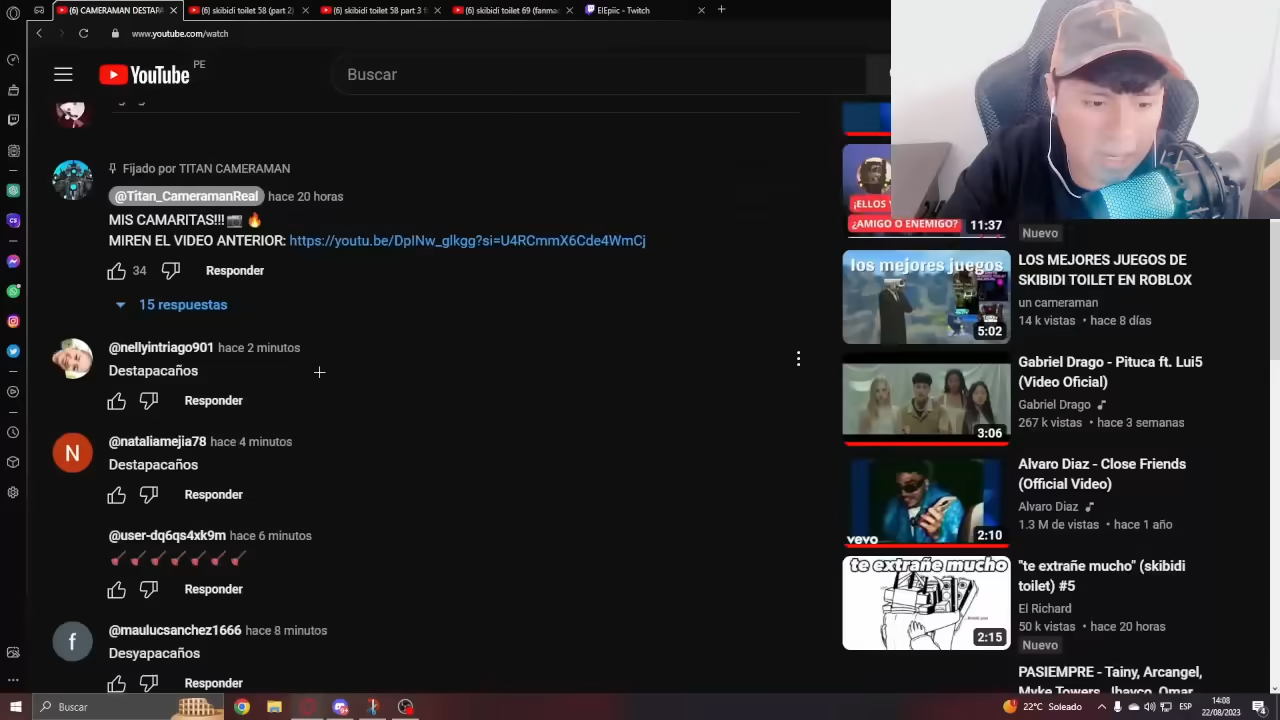 (6) CAMERAMAN DESTAPA
(6) skibidi toilet 58 (part 2)
(6) skibidi toilet 58 part 3
(6) skibidi toilet 69 (fanma
ElEpiic - Twitch
www.youtube.com/watch
YouTube PE
Buscar
Fijado por TITAN CAMERAMAN
@Titan_CameramanReal hace 20 horas
MIS CAMARITAS!!!📷 🔥
MIREN EL VIDEO ANTERIOR: https://youtu.be/DpINw_glkgg?si=U4RCmmX6Cde4WmCj
34 Responder
15 respuestas
@nellyintriago901 hace 2 minutos
Destapacaños
Responder
@nataliamejia78 hace 4 minutos
N
Destapacaños
Responder
@user-dq6qs4xk9m hace 6 minutos
🪠🪠🪠🪠🪠🪠🪠
Responder
@maulucsanchez1666 hace 8 minutos
f
Desyapacaños
Responder
¡ELLOS
¿AMIGO O ENEMIGO?
11:37
Nuevo
los mejores juegos
5:02
LOS MEJORES JUEGOS DE
SKIBIDI TOILET EN ROBLOX
un cameraman
14 k vistas • hace 8 días
3:06
Gabriel Drago - Pituca ft. Lui5
(Video Oficial)
Gabriel Drago
267 k vistas • hace 3 semanas
vevo
2:10
Alvaro Diaz - Close Friends
(Official Video)
Alvaro Diaz
1.3 M de vistas • hace 1 año
te extrañe mucho
2:15
"te extrañe mucho" (skibidi
toilet) #5
El Richard
50 k vistas • hace 20 horas
Nuevo
PASIEMPRE - Tainy, Arcangel,
Myke Towers, Jhayco, Omar
Buscar
22°C Soleado
ESP
14:08
22/08/2023
4